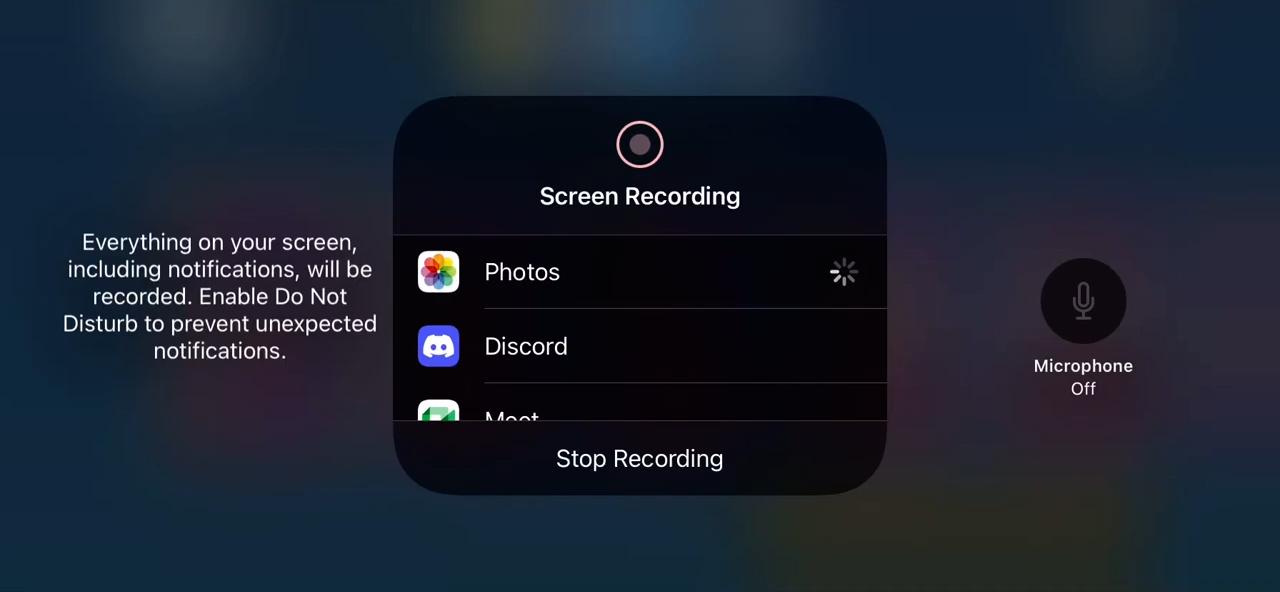 Screen Recording
Everything on your screen,
including notifications, will be
recorded. Enable Do Not
Disturb to prevent unexpected
notifications.
Photos
Discord
Meet
Stop Recording
Microphone
Off